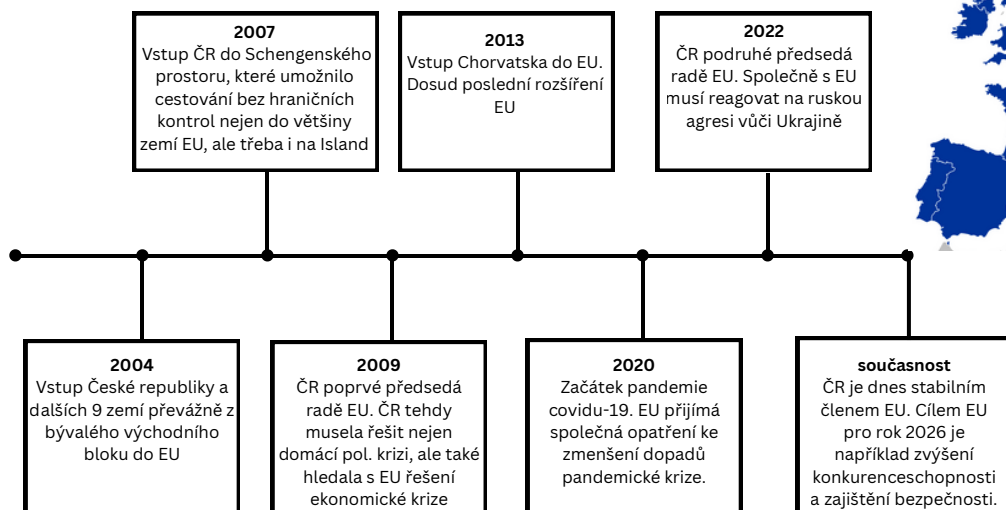 2007
Vstup ČR do Schengenského
prostoru, které umožnilo
cestování bez hraničních
kontrol nejen do většiny
zemí EU, ale třeba i na Island
2013
Vstup Chorvatska do EU.
Dosud poslední rozšíření
EU
2022
ČR podruhé předsedá
radě EU. Společně s EU
musí reagovat na ruskou
agresi vůči Ukrajině
2004
Vstup České republiky a
dalších 9 zemí převážně z
bývalého východního
bloku do EU
2009
ČR poprvé předsedá
radě EU. ČR tehdy
musela řešit nejen
domácí pol. krizi, ale také
hledala s EU řešení
ekonomické krize
2020
Začátek pandemie
covidu-19. EU přijímá
společná opatření ke
zmenšení dopadů
pandemické krize.
současnost
ČR je dnes stabilním
členem EU. Cílem EU
pro rok 2026 je
například zvýšení
konkurenceschopnosti
a zajištění bezpečnosti.